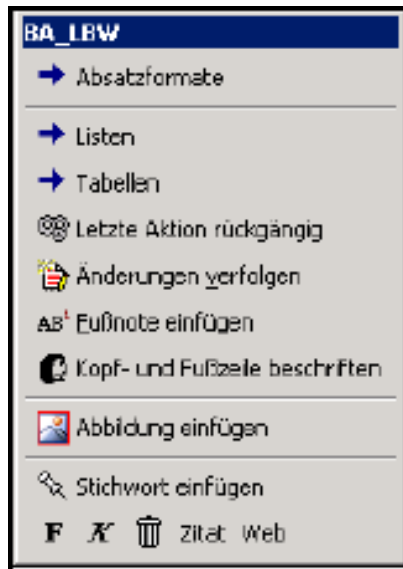 BA_LBW
Absatzformate
Listen
Tabellen
Letzte Aktion rückgängig
Änderungen verfolgen
AB¹ Fußnote einfügen
Kopf- und Fußzeile beschriften
Abbildung einfügen
Stichwort einfügen
F K Zitat Web